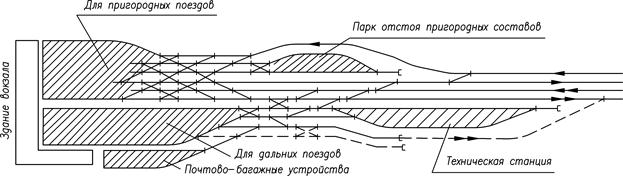 Для пригородных поездов
Парк отстоя пригородных составов
Здание вокзала
Для дальних поездов
Почтово-багажные устройства
Техническая станция